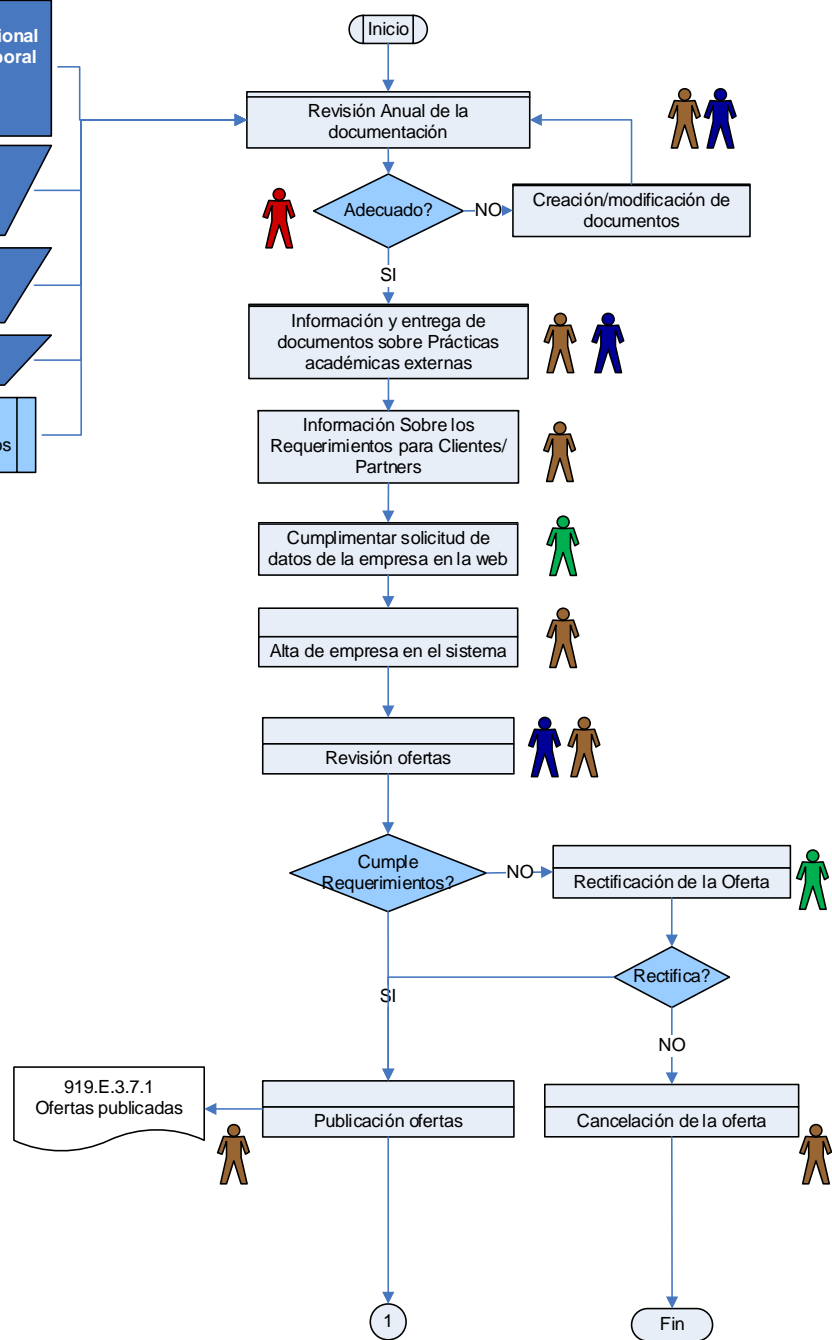 Inicio
Revisión Anual de la
documentación
Adecuado?
NO
Creación/modificación de
documentos
SI
Información y entrega de
documentos sobre Prácticas
académicas externas
Información Sobre los
Requerimientos para Clientes/
Partners
Cumplimentar solicitud de
datos de la empresa en la web
Alta de empresa en el sistema
Revisión ofertas
Cumple
Requerimientos?
NO
Rectificación de la Oferta
Rectifica?
SI
NO
919.E.3.7.1
Ofertas publicadas
Publicación ofertas
Cancelación de la oferta
1
Fin